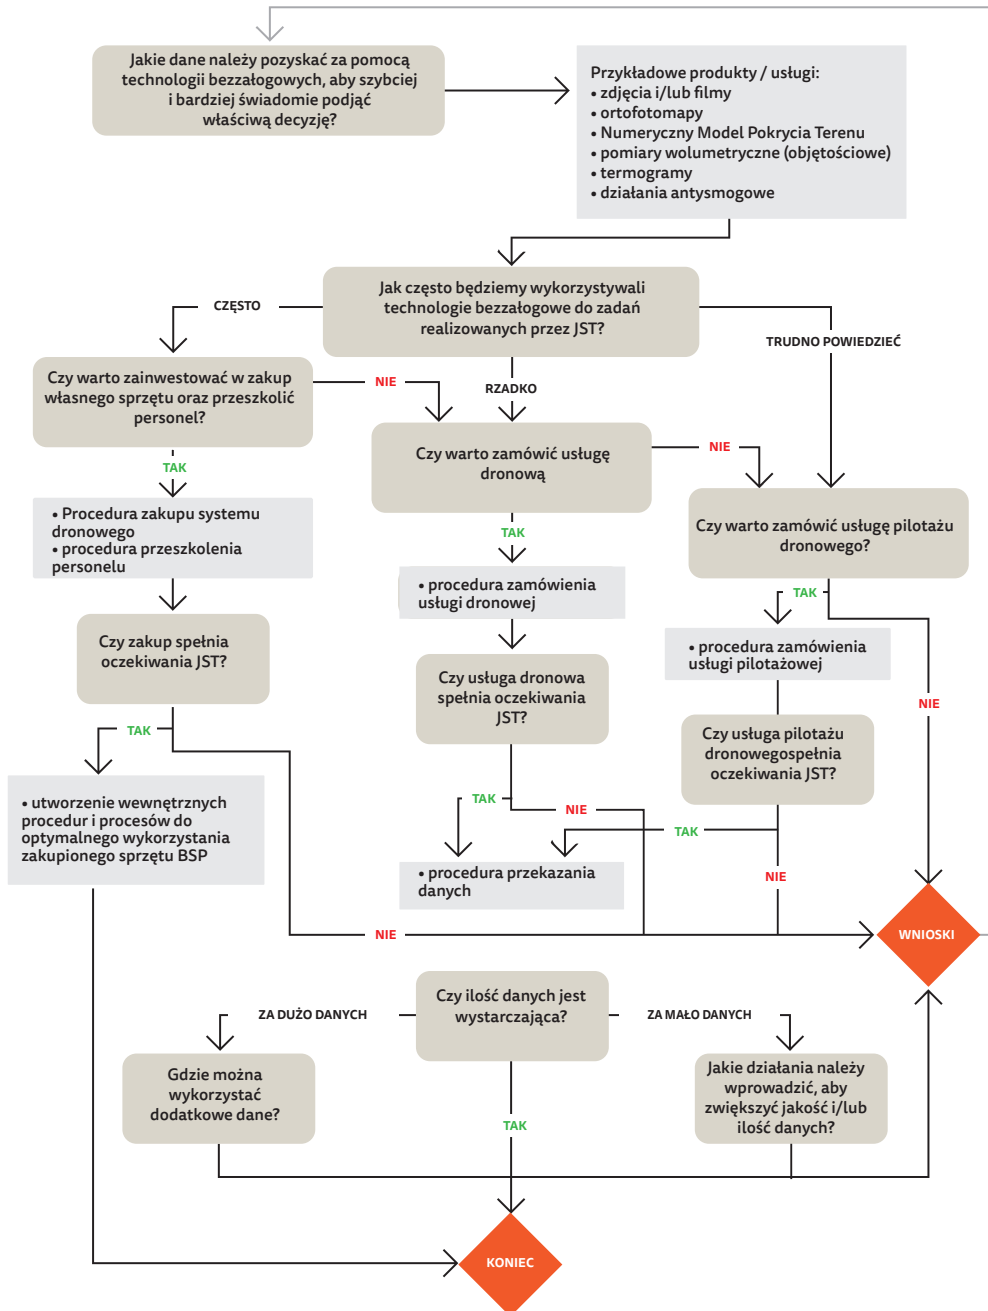 Jakie dane należy pozyskać za pomocą
technologii bezzałogowych, aby szybciej
i bardziej świadomie podjąć
właściwą decyzję?
Przykładowe produkty / usługi:
• zdjęcia i/lub filmy
• ortofotomapy
• Numeryczny Model Pokrycia Terenu
• pomiary wolumetryczne (objętościowe)
• termogramy
• działania antysmogowe
Jak często będziemy wykorzystywali
technologie bezzałogowe do zadań
realizowanych przez JST?
CZĘSTO
TRUDNO POWIEDZIEĆ
RZADKO
Czy warto zainwestować w zakup
własnego sprzętu oraz przeszkolić
personel?
NIE
TAK
Czy warto zamówić usługę
dronową
NIE
TAK
Czy warto zamówić usługę pilotażu
dronowego?
TAK
NIE
• Procedura zakupu systemu
dronowego
• procedura przeszkolenia
personelu
• procedura zamówienia
usługi dronowej
• procedura zamówienia
usługi pilotażowej
Czy zakup spełnia
oczekiwania JST?
TAK
NIE
Czy usługa dronowa
spełnia oczekiwania
JST?
TAK
NIE
Czy usługa pilotażu
dronowegospełnia
oczekiwania JST?
TAK
NIE
• utworzenie wewnętrznych
procedur i procesów do
optymalnego wykorzystania
zakupionego sprzętu BSP
• procedura przekazania
danych
WNIOSKI
Czy ilość danych jest
wystarczająca?
ZA DUŻO DANYCH
ZA MAŁO DANYCH
TAK
Gdzie można
wykorzystać
dodatkowe dane?
Jakie działania należy
wprowadzić, aby
zwiększyć jakość i/lub
ilość danych?
KONIEC